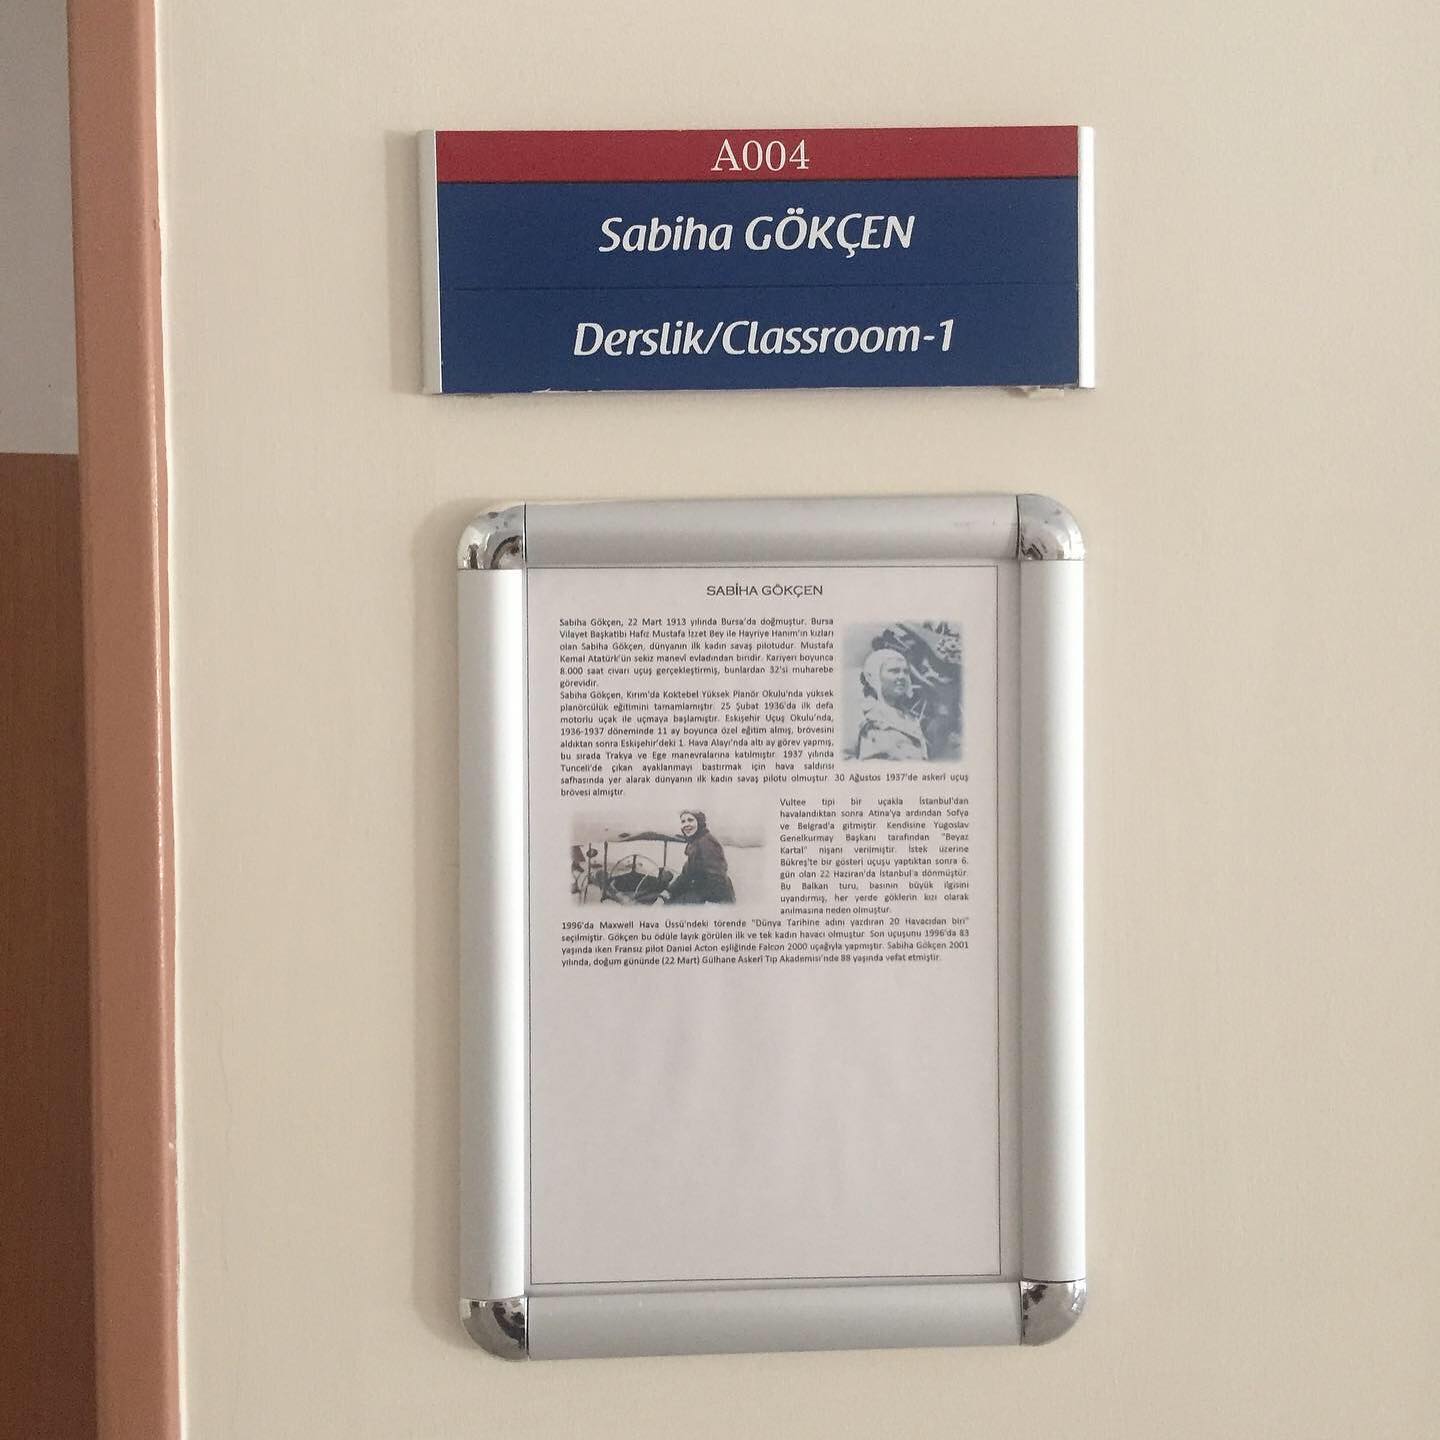 A004
Sabiha GÖKÇEN
Derslik/Classroom-1
SABİHA GÖKÇEN
Sabiha Gökçen, 22 Mart 1913 yılında Bursa'da doğmuştur. Bursa
Vilayet Başkatibi Hafız Mustafa İzzet Bey ile Hayriye Hanım'ın kızları
olan Sabiha Gökçen, dünyanın ilk kadın savaş pilotudur. Mustafa
Kemal Atatürk'ün sekiz manevî evladından biridir. Kariyeri boyunca
8.000 saat civarı uçuş gerçekleştirmiş, bunlardan 32'si muharebe
görevidir.
Sabiha Gökçen, Kırım'da Koktebel Yüksek Planör Okulu'nda yüksek
planörcülük eğitimini tamamlamıştır. 25 Şubat 1936'da ilk defa
motorlu uçak ile uçmaya başlamıştır. Eskişehir Uçuş Okulu'nda,
1936-1937 döneminde 11 ay boyunca özel eğitim almış, brövesini
aldıktan sonra Eskişehir'deki 1. Hava Alayı'nda altı ay görev yapmış,
bu sırada Trakya ve Ege manevralarına katılmıştır. 1937 yılında
Tunceli'de çıkan ayaklanmayı bastırmak için hava saldırısı
safhasında yer alarak dünyanın ilk kadın savaş pilotu olmuştur. 30 Ağustos 1937'de askerî uçuş
brövesi almıştır.
Vultee tipi bir uçakla İstanbul'dan
havalandıktan sonra Atina'ya ardından Sofya
ve Belgrad'a gitmiştir. Kendisine Yugoslav
Genelkurmay Başkanı tarafından "Beyaz
Kartal" nişanı verilmiştir. İstek üzerine
Bükreş'te bir gösteri uçuşu yaptıktan sonra 6.
gün olan 22 Haziran'da İstanbul'a dönmüştür.
Bu Balkan turu, basının büyük ilgisini
uyandırmış, her yerde göklerin kızı olarak
anılmasına neden olmuştur.
1996'da Maxwell Hava Üssü'ndeki törende "Dünya Tarihine adını yazdıran 20 Havacıdan biri"
seçilmiştir. Gökçen bu ödüle layık görülen ilk ve tek kadın havacı olmuştur. Son uçuşunu 1996'da 83
yaşında iken Fransız pilot Daniel Acton eşliğinde Falcon 2000 uçağıyla yapmıştır. Sabiha Gökçen 2001
yılında, doğum gününde (22 Mart) Gülhane Askerî Tıp Akademisi'nde 88 yaşında vefat etmiştir.